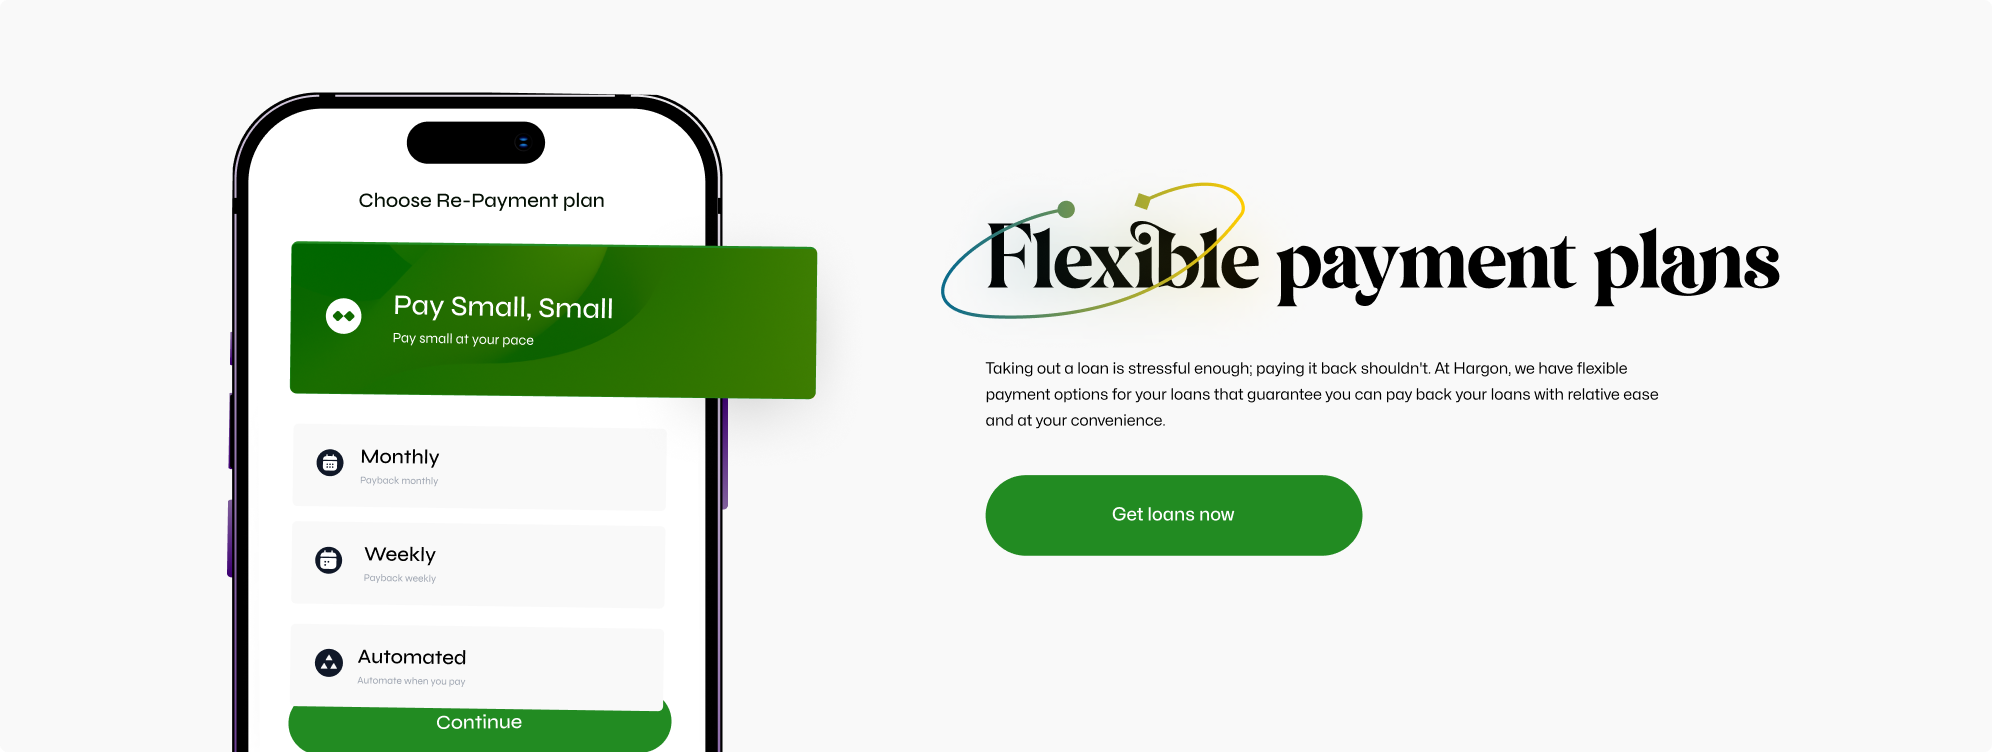 Choose Re-Payment plan
Pay Small, Small
Pay small at your pace
Monthly
Payback monthly
Weekly
Payback weekly
Automated
Automate when you pay
Continue
Flexible payment plans
Taking out a loan is stressful enough; paying it back shouldn't. At Hargon, we have flexible
payment options for your loans that guarantee you can pay back your loans with relative ease
and at your convenience.
Get loans now